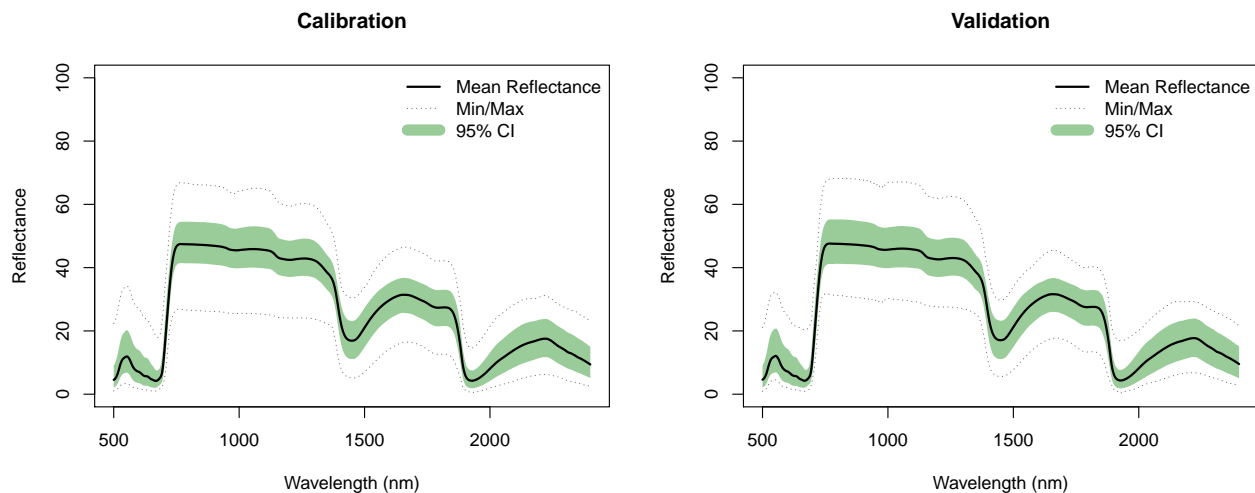 Calibration
Reflectance
100
80
60
40
20
0
Mean Reflectance
Min/Max
95% CI
500
1000
1500
2000
Wavelength (nm)
Validation
Reflectance
100
80
60
40
20
0
Mean Reflectance
Min/Max
95% CI
500
1000
1500
2000
Wavelength (nm)